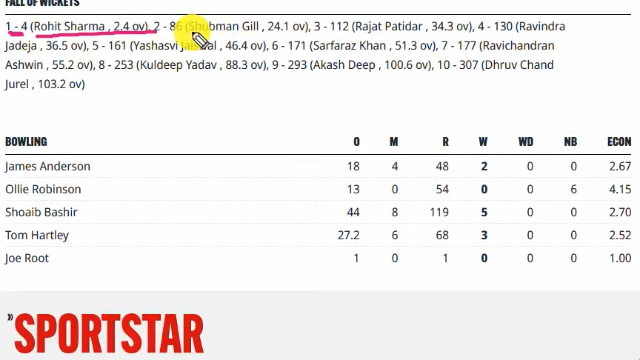 FALL OF WICKETS
1 - 4 (Rohit Sharma , 2.4 ov), 2 - 86 (Shubman Gill , 24.1 ov), 3 - 112 (Rajat Patidar , 34.3 ov), 4 - 130 (Ravindra
Jadeja , 36.5 ov), 5 - 161 (Yashasvi Jaiswal , 46.4 ov), 6 - 171 (Sarfaraz Khan , 51.3 ov), 7 - 177 (Ravichandran
Ashwin , 55.2 ov), 8 - 253 (Kuldeep Yadav , 88.3 ov), 9 - 293 (Akash Deep , 100.6 ov), 10 - 307 (Dhruv Chand
Jurel , 103.2 ov)
BOWLING O M R W WD NB ECON
James Anderson 18 4 48 2 0 0 2.67
Ollie Robinson 13 0 54 0 0 6 4.15
Shoaib Bashir 44 8 119 5 0 0 2.70
Tom Hartley 27.2 6 68 3 0 0 2.52
Joe Root 1 0 1 0 0 0 1.00
» SPORTSTAR